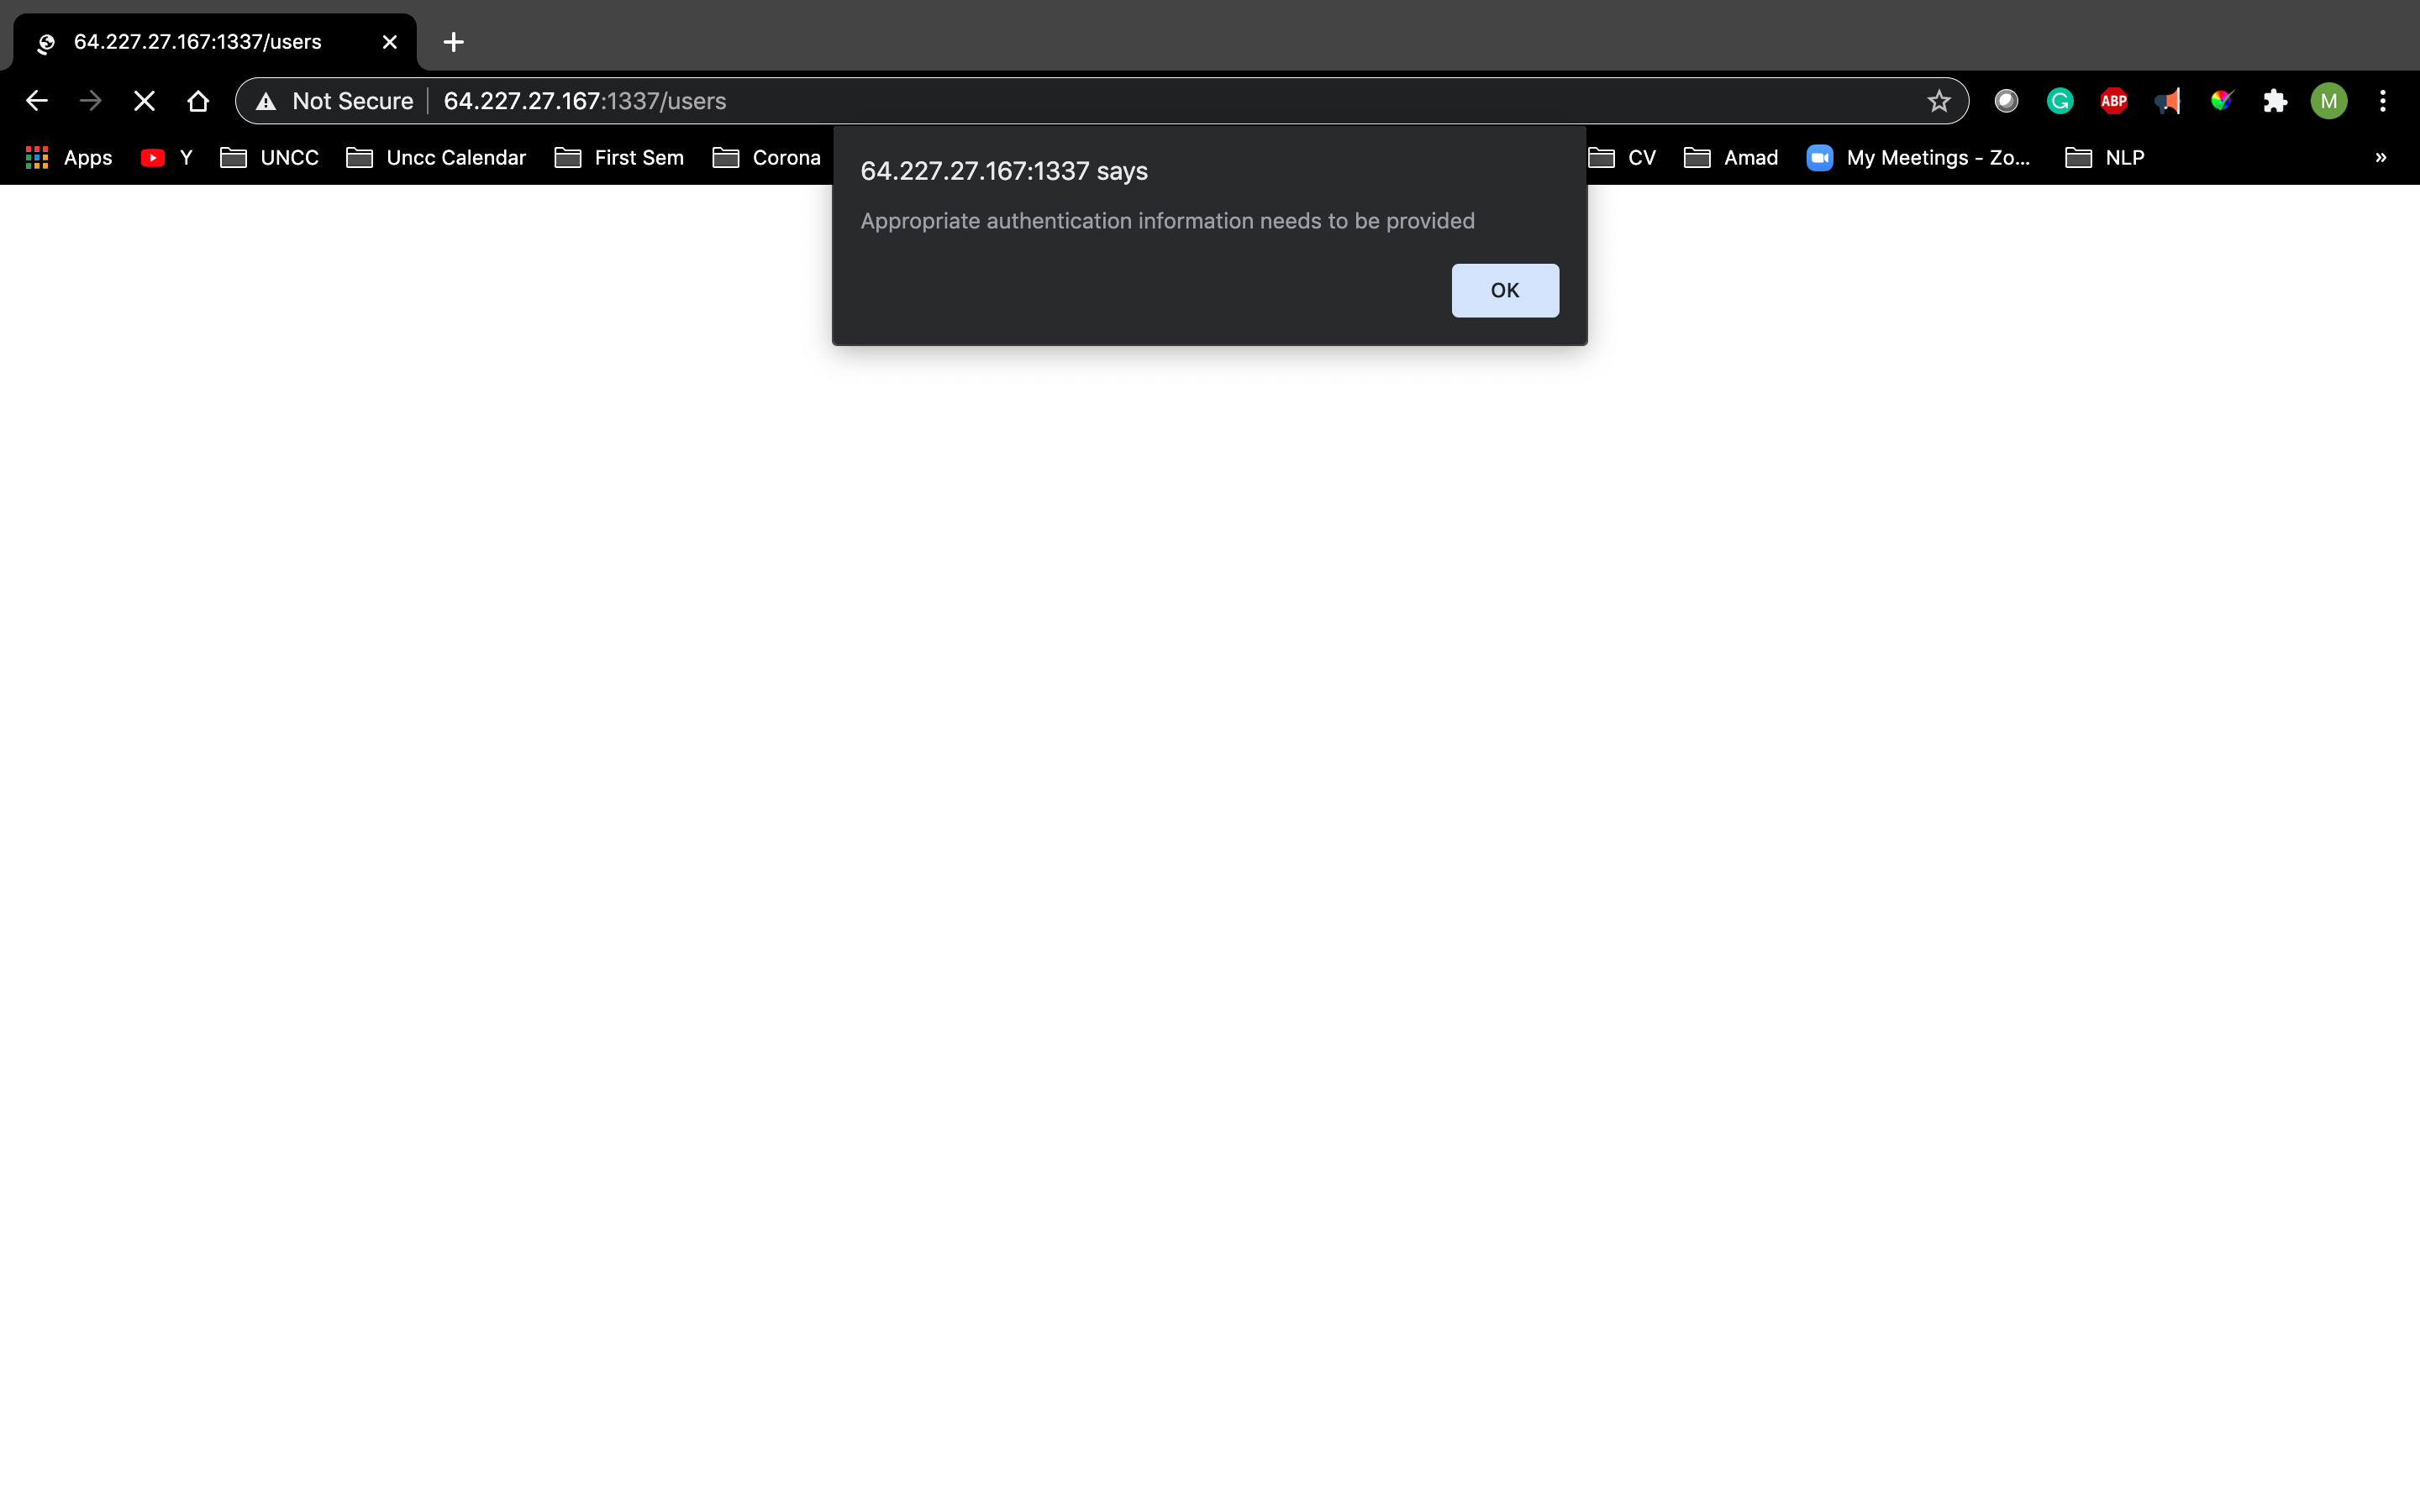 64.227.27.167:1337/users
Not Secure 64.227.27.167:1337/users
ABP M
Apps Y UNCC Uncc Calendar First Sem Corona CV Amad My Meetings - Zo... NLP »
64.227.27.167:1337 says
Appropriate authentication information needs to be provided
OK